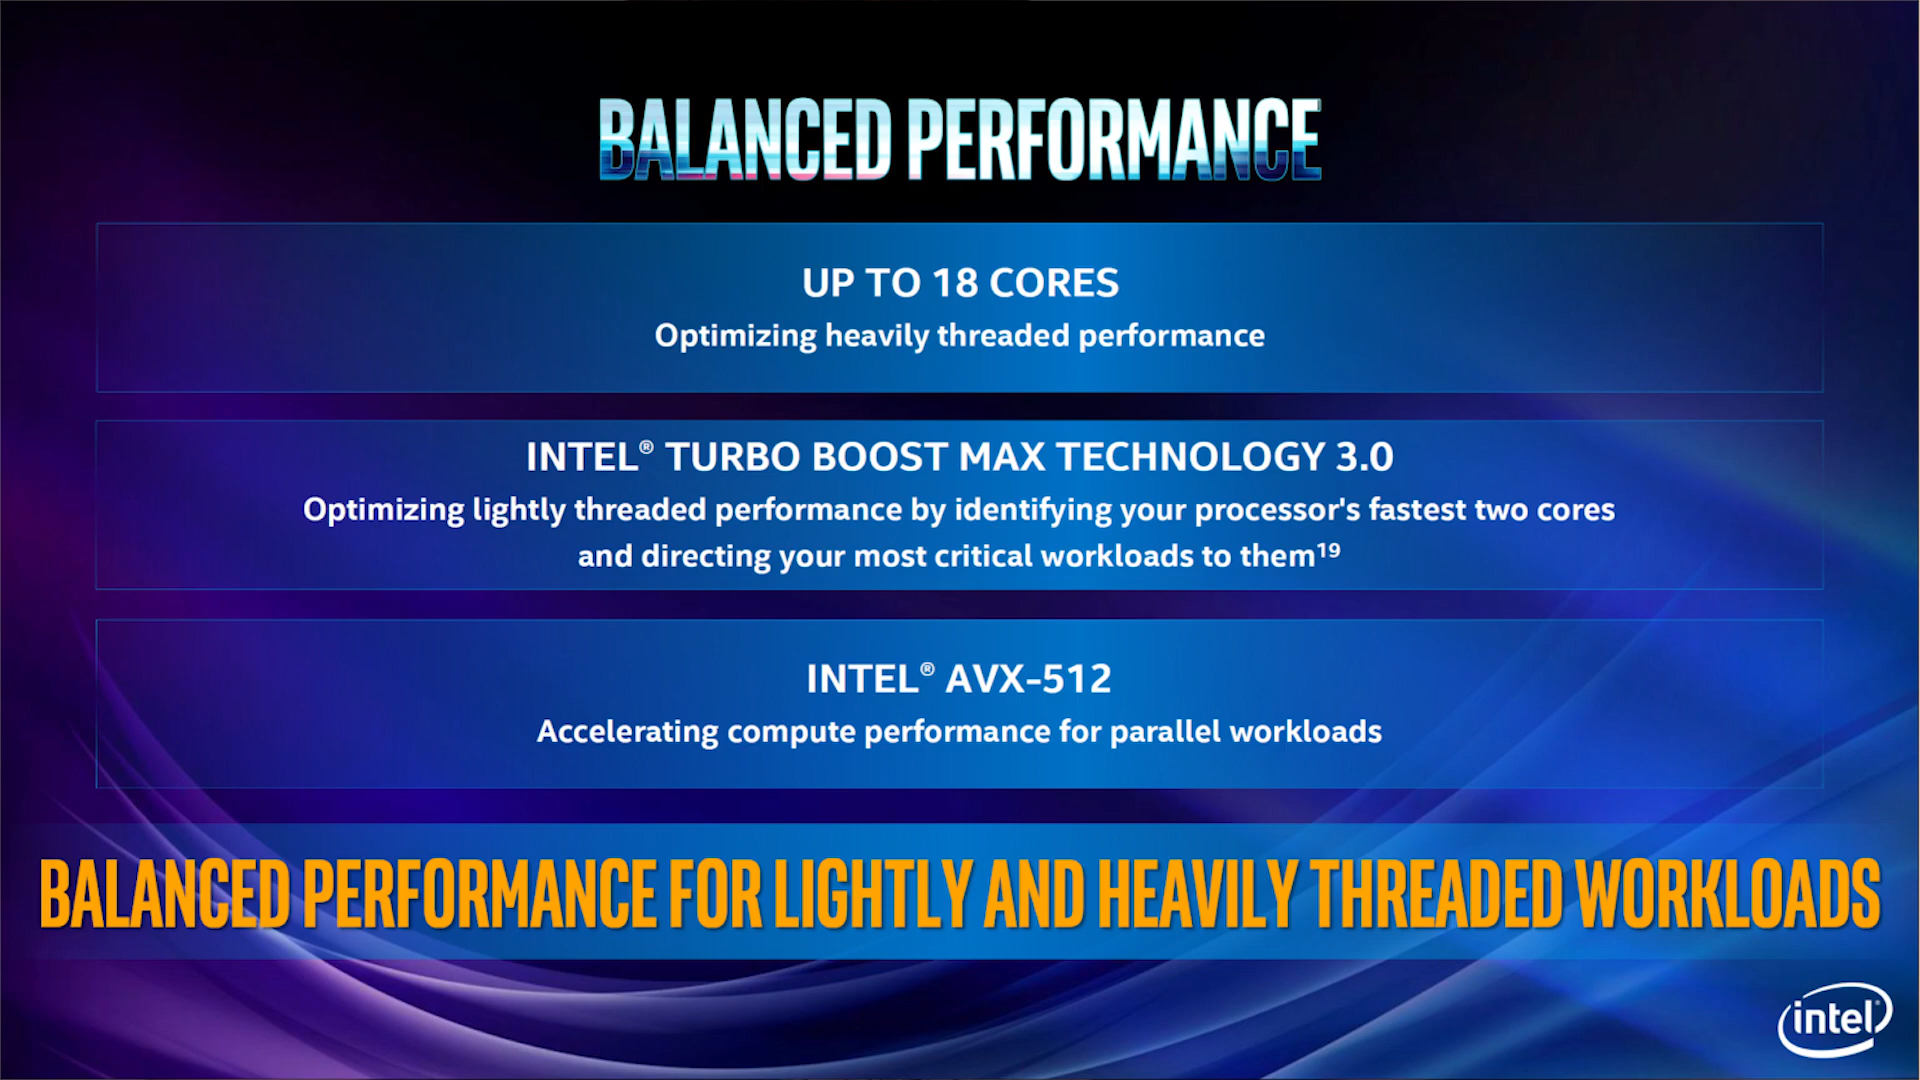 BALANCED PERFORMANCE
UP TO 18 CORES
Optimizing heavily threaded performance
INTEL® TURBO BOOST MAX TECHNOLOGY 3.0
Optimizing lightly threaded performance by identifying your processor's fastest two cores
and directing your most critical workloads to them¹⁹
INTEL® AVX-512
Accelerating compute performance for parallel workloads
BALANCED PERFORMANCE FOR LIGHTLY AND HEAVILY THREADED WORKLOADS
intel®